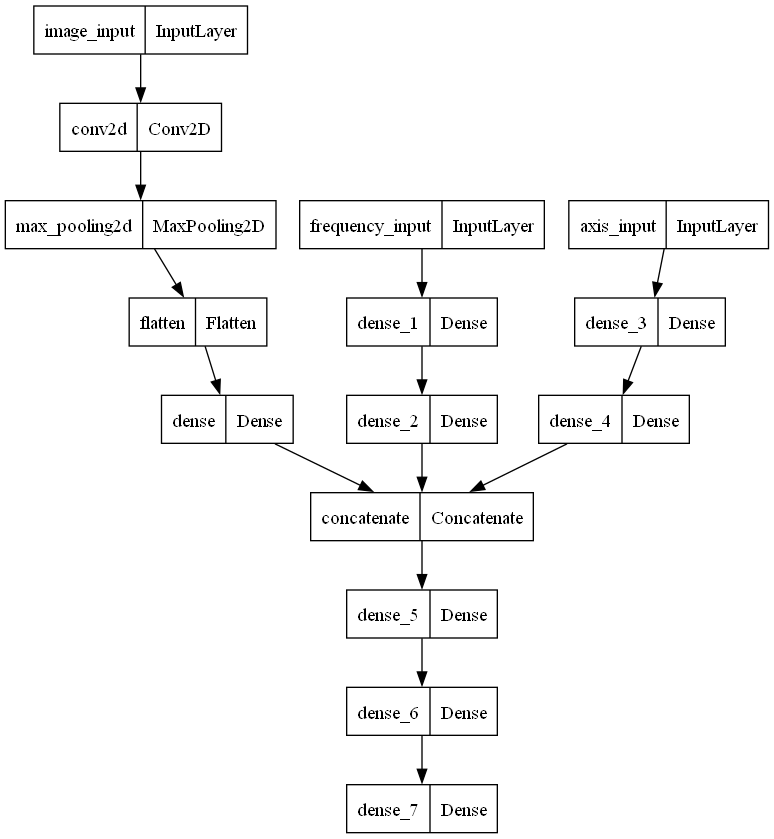 image_input InputLayer
conv2d Conv2D
max_pooling2d MaxPooling2D frequency_input InputLayer axis_input InputLayer
flatten Flatten dense_1 Dense dense_3 Dense
dense Dense dense_2 Dense dense_4 Dense
concatenate Concatenate
dense_5 Dense
dense_6 Dense
dense_7 Dense